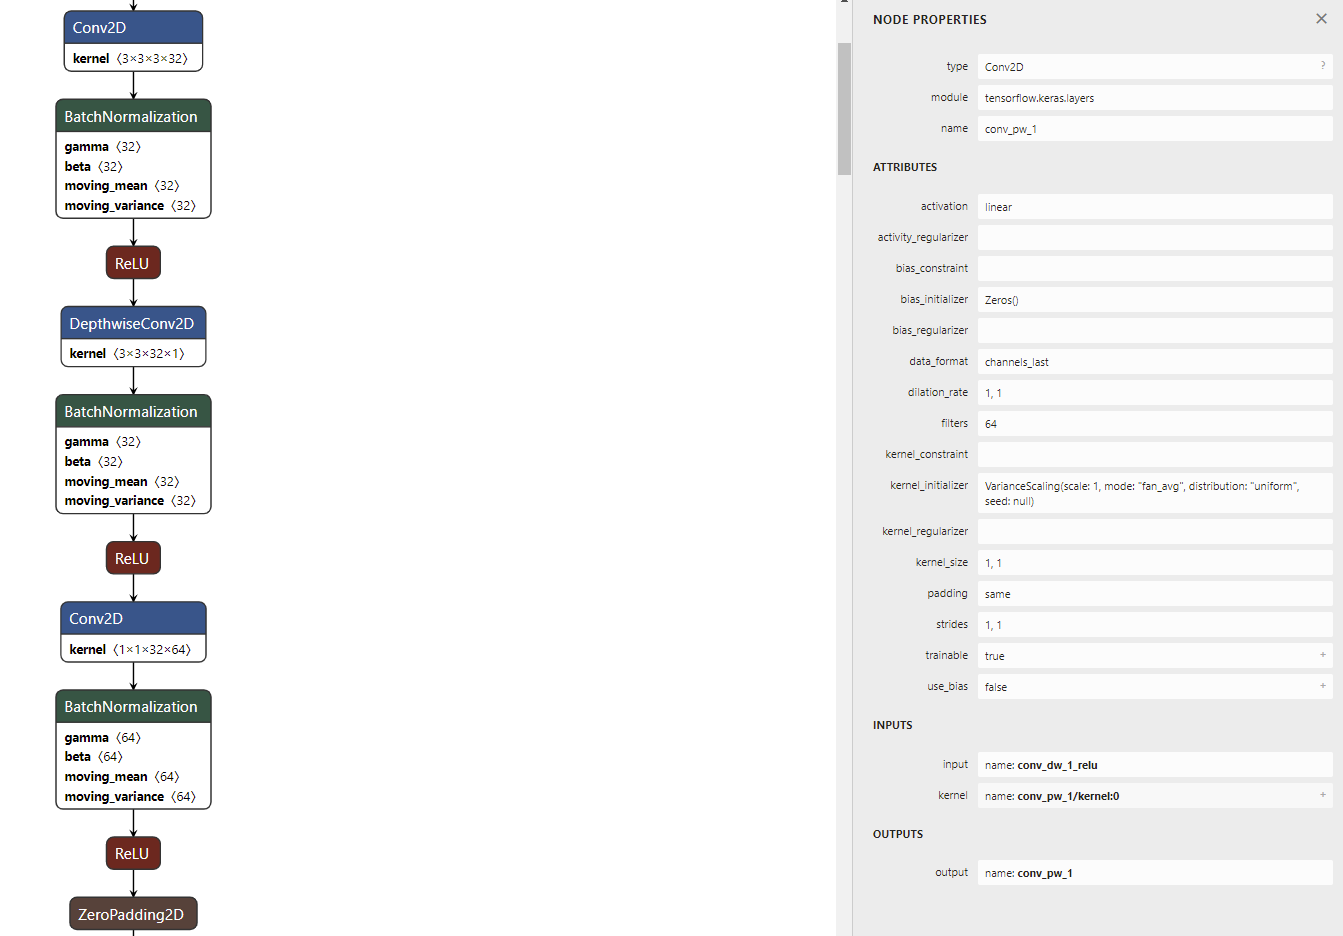 Conv2D
kernel ⟨3×3×3×32⟩
BatchNormalization
gamma ⟨32⟩
beta ⟨32⟩
moving_mean ⟨32⟩
moving_variance ⟨32⟩
ReLU
DepthwiseConv2D
kernel ⟨3×3×32×1⟩
BatchNormalization
gamma ⟨32⟩
beta ⟨32⟩
moving_mean ⟨32⟩
moving_variance ⟨32⟩
ReLU
Conv2D
kernel ⟨1×1×32×64⟩
BatchNormalization
gamma ⟨64⟩
beta ⟨64⟩
moving_mean ⟨64⟩
moving_variance ⟨64⟩
ReLU
ZeroPadding2D
NODE PROPERTIES ×
type Conv2D ?
module tensorflow.keras.layers
name conv_pw_1
ATTRIBUTES
activation linear
activity_regularizer
bias_constraint
bias_initializer Zeros()
bias_regularizer
data_format channels_last
dilation_rate 1, 1
filters 64
kernel_constraint
kernel_initializer VarianceScaling(scale: 1, mode: "fan_avg", distribution: "uniform",
seed: null)
kernel_regularizer
kernel_size 1, 1
padding same
strides 1, 1
trainable true +
use_bias false +
INPUTS
input name: conv_dw_1_relu
kernel name: conv_pw_1/kernel:0 +
OUTPUTS
output name: conv_pw_1